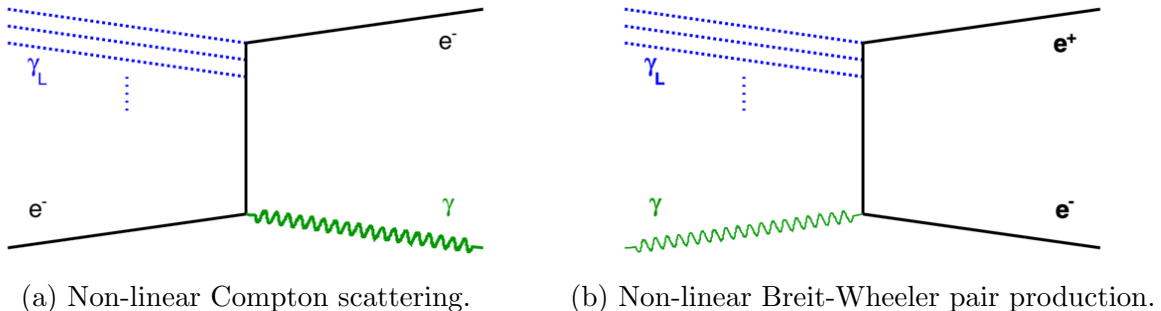 γL
e-
e-
γ
γL
γ
e+
e-
(a) Non-linear Compton scattering.
(b) Non-linear Breit-Wheeler pair production.